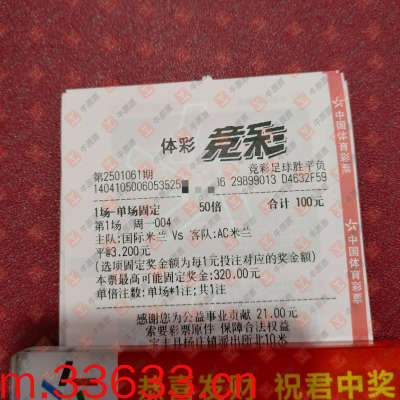 体彩 竞彩
第2501061期 竞彩足球胜平负
1404105006053525 06 29899013 D4632F59
1场-单场固定 50倍 合计 100元
第1场 周一004
主队:国际米兰 Vs 客队:AC米兰
平@3.200元
(选项固定奖金额为每1元投注对应的奖金额)
本票最高可能固定奖金:320.00元
单倍注数:单场*1注;共1注
感谢您为公益事业贡献 21.00元
索要彩票原件 保障合法权益
中国体育彩票
中国体育彩票
恭喜发财 祝君中奖
m.33633.cn